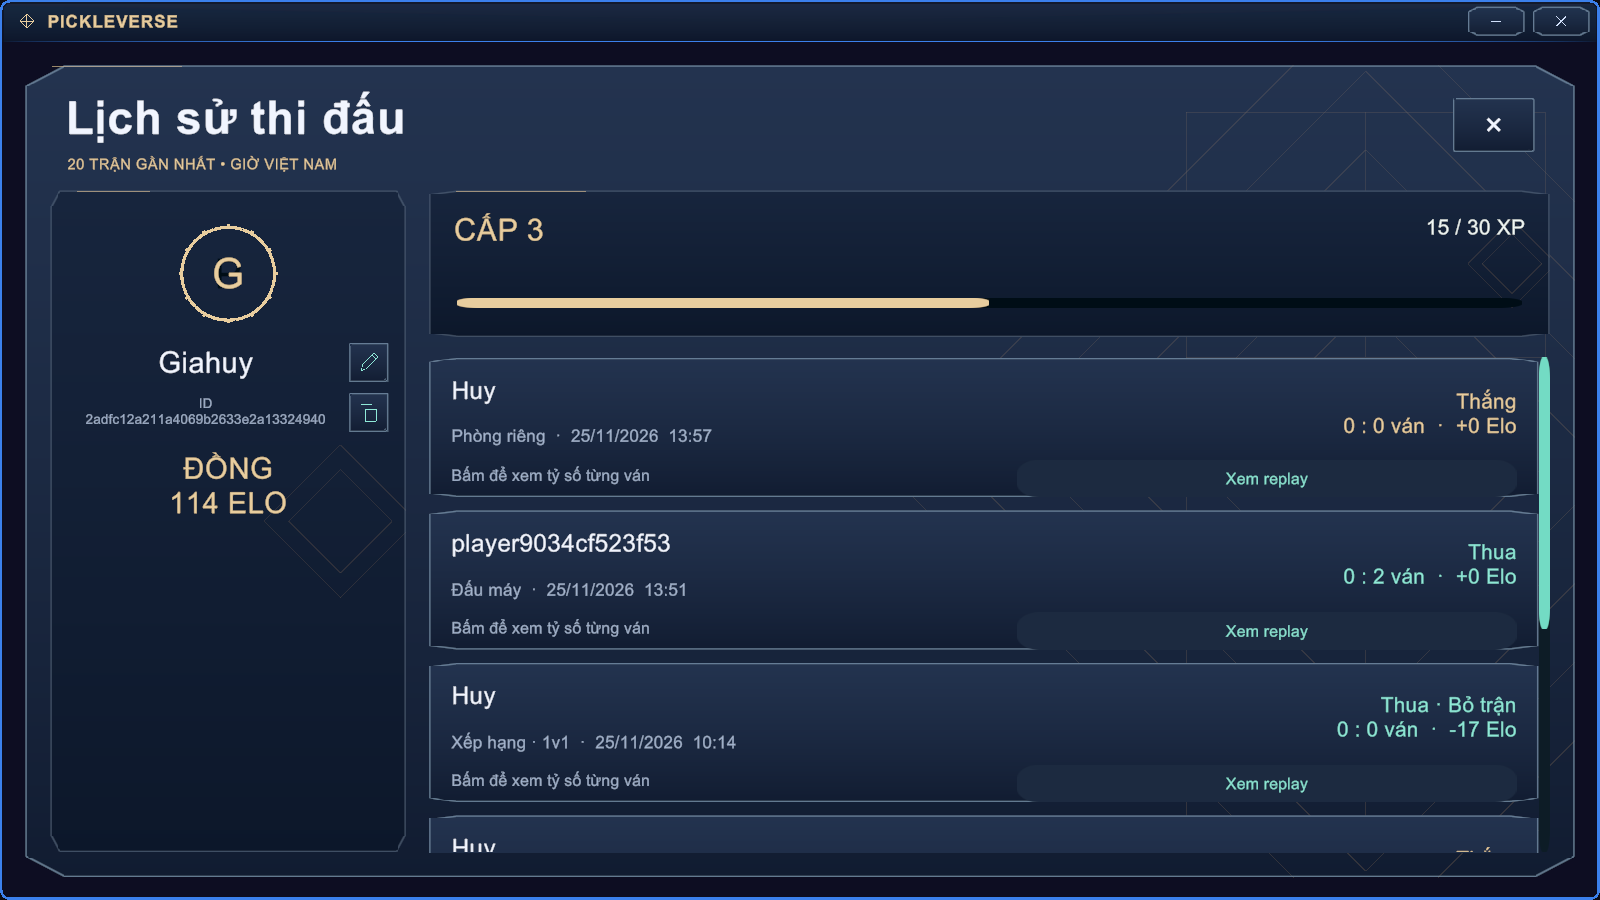 PICKLEVERSE
Lịch sử thi đấu
20 TRẬN GẦN NHẤT • GIỜ VIỆT NAM
G
Giahuy
ID
2adfc12a211a4069b2633e2a13324940
ĐỒNG
114 ELO
CẤP 3
15 / 30 XP
Huy
Phòng riêng · 25/11/2026 13:57
Bấm để xem tỷ số từng ván
Thắng
0 : 0 ván · +0 Elo
Xem replay
player9034cf523f53
Đấu máy · 25/11/2026 13:51
Bấm để xem tỷ số từng ván
Thua
0 : 2 ván · +0 Elo
Xem replay
Huy
Xếp hạng · 1v1 · 25/11/2026 10:14
Bấm để xem tỷ số từng ván
Thua · Bỏ trận
0 : 0 ván · -17 Elo
Xem replay
Huy